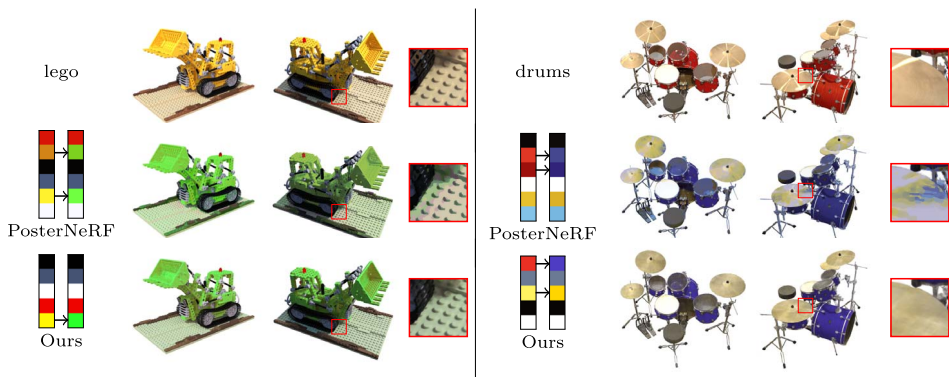 lego
PosterNeRF
Ours
drums
PosterNeRF
Ours